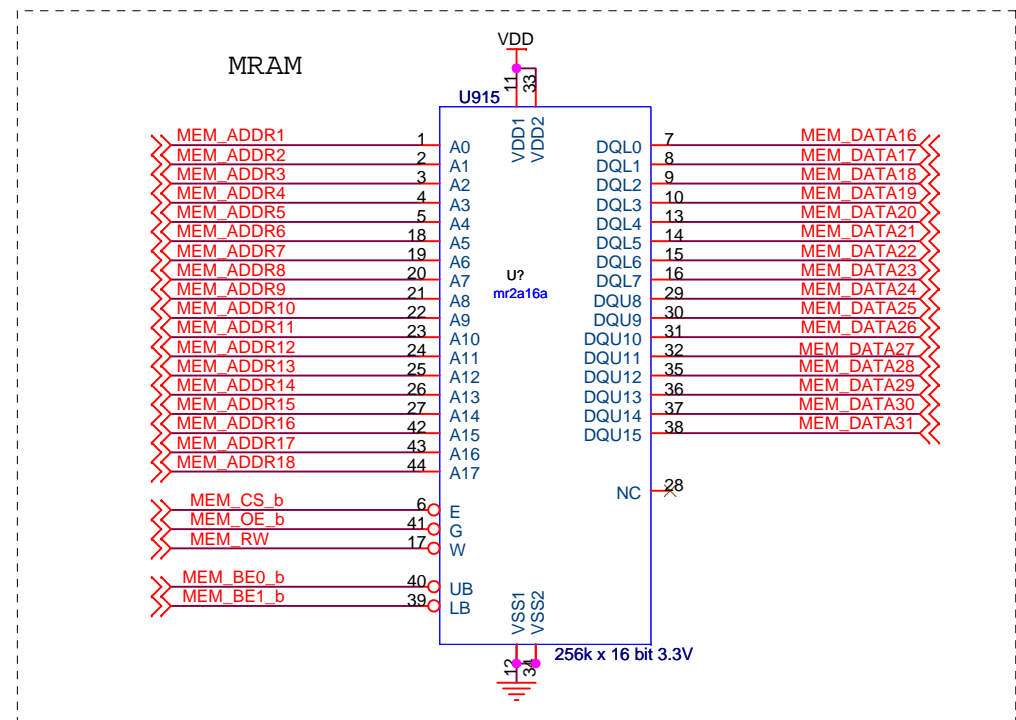 MRAM
VDD
11 33
U915
VDD1 VDD2
MEM_ADDR1 1 A0 DQL0 7 MEM_DATA16
MEM_ADDR2 2 A1 DQL1 8 MEM_DATA17
MEM_ADDR3 3 A2 DQL2 9 MEM_DATA18
MEM_ADDR4 4 A3 DQL3 10 MEM_DATA19
MEM_ADDR5 5 A4 DQL4 13 MEM_DATA20
MEM_ADDR6 18 A5 DQL5 14 MEM_DATA21
MEM_ADDR7 19 A6 DQL6 15 MEM_DATA22
MEM_ADDR8 20 A7 DQL7 16 MEM_DATA23
MEM_ADDR9 21 A8 DQU8 29 MEM_DATA24
MEM_ADDR10 22 A9 DQU9 30 MEM_DATA25
MEM_ADDR11 23 A10 DQU10 31 MEM_DATA26
MEM_ADDR12 24 A11 DQU11 32 MEM_DATA27
MEM_ADDR13 25 A12 DQU12 35 MEM_DATA28
MEM_ADDR14 26 A13 DQU13 36 MEM_DATA29
MEM_ADDR15 27 A14 DQU14 37 MEM_DATA30
MEM_ADDR16 42 A15 DQU15 38 MEM_DATA31
MEM_ADDR17 43 A16
MEM_ADDR18 44 A17
U?
mr2a16a
NC 28
MEM_CS_b 6 E
MEM_OE_b 41 G
MEM_RW 17 W
MEM_BE0_b 40 UB
MEM_BE1_b 39 LB
VSS1 VSS2
12 34
256k x 16 bit 3.3V